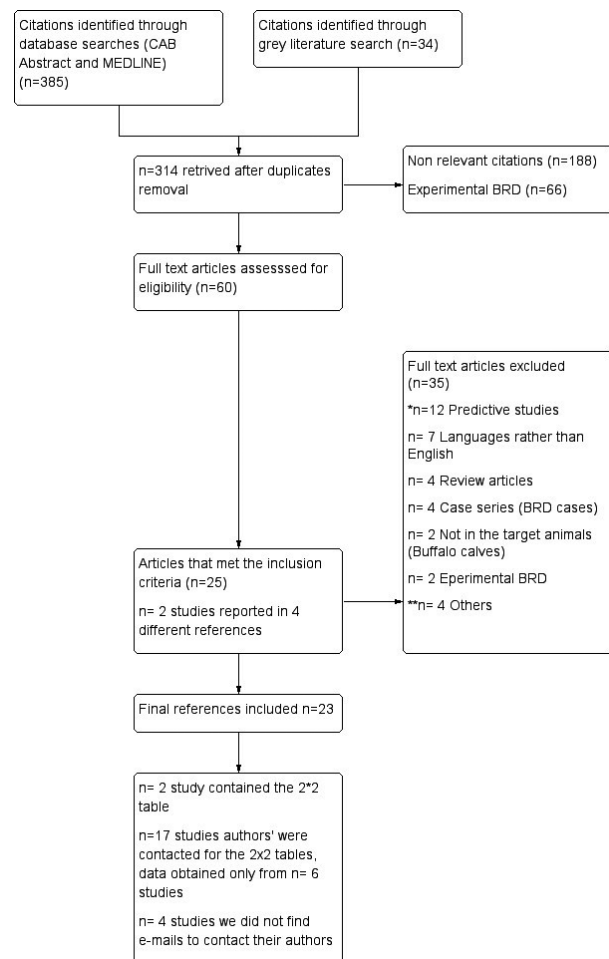 Citations identified through
database searches (CAB
Abstract and MEDLINE)
(n=385)
Citations identified through
grey literature search (n=34)
n=314 retrived after duplicates
removal
Non relevant citations (n=188)
Experimental BRD (n=66)
Full text articles assesssed for
eligibility (n=60)
Full text articles excluded
(n=35)
*n=12 Predictive studies
n= 7 Languages rather than
English
n= 4 Review articles
n= 4 Case series (BRD cases)
n= 2 Not in the target animals
(Buffalo calves)
n= 2 Eperimental BRD
**n= 4 Others
Articles that met the inclusion
criteria (n=25)
n= 2 studies reported in 4
different references
Final references included n=23
n= 2 study contained the 2*2
table
n=17 studies authors' were
contacted for the 2x2 tables,
data obtained only from n= 6
studies
n= 4 studies we did not find
e-mails to contact their authors